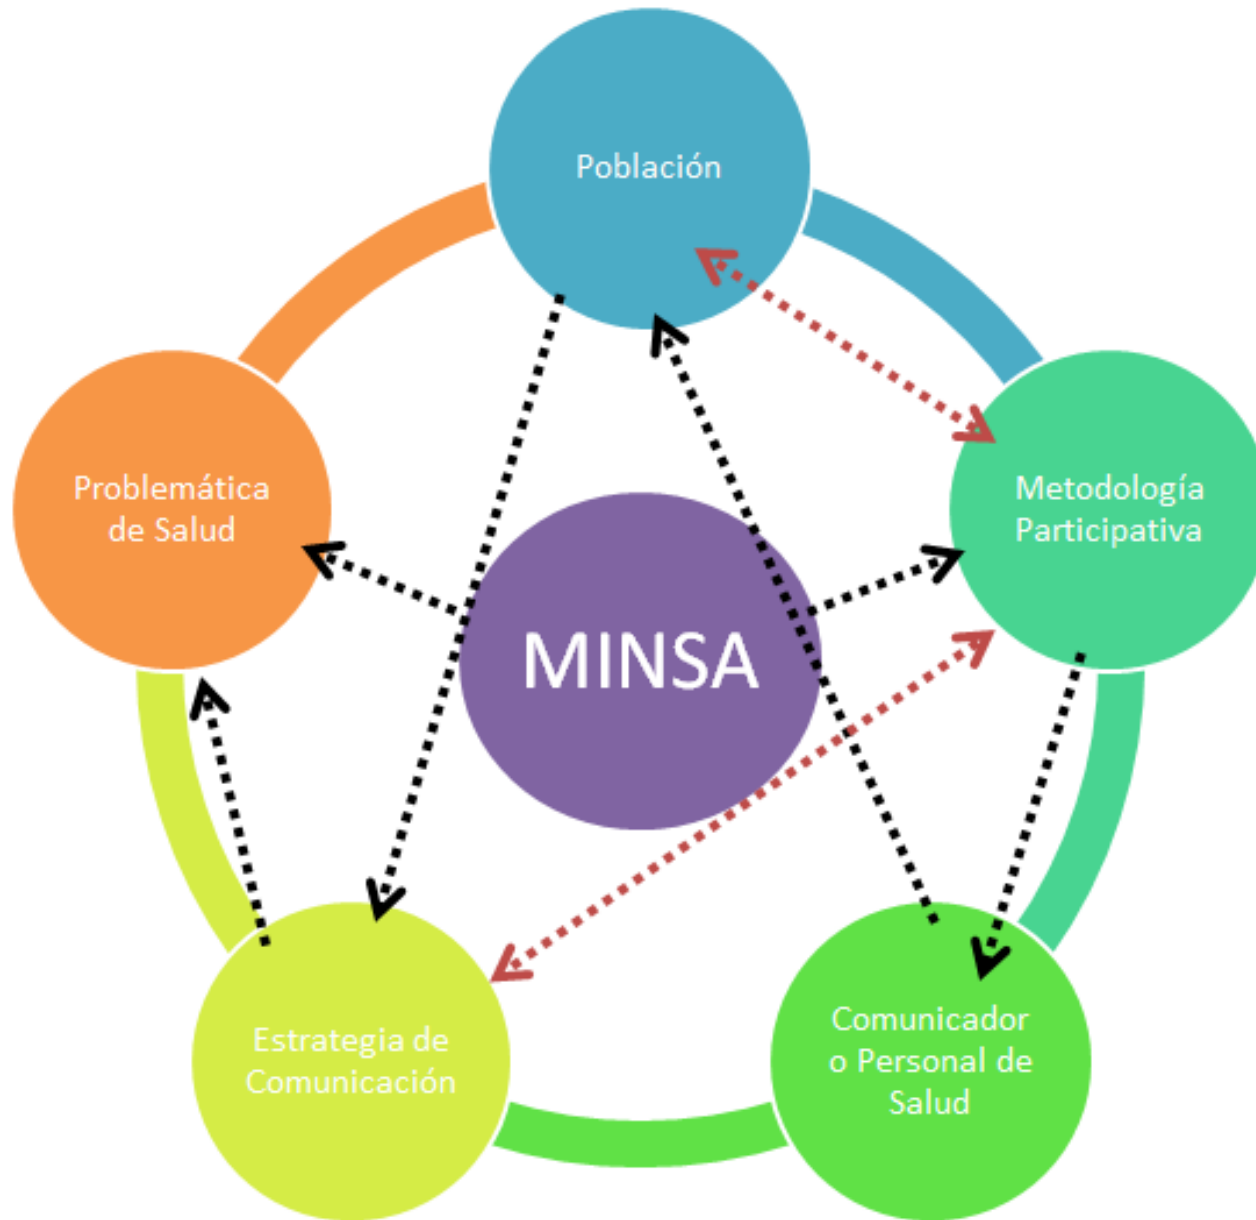 Población
Problemática
de Salud
Metodología
Participativa
MINSA
Estrategia de
Comunicación
Comunicador
o Personal de
Salud